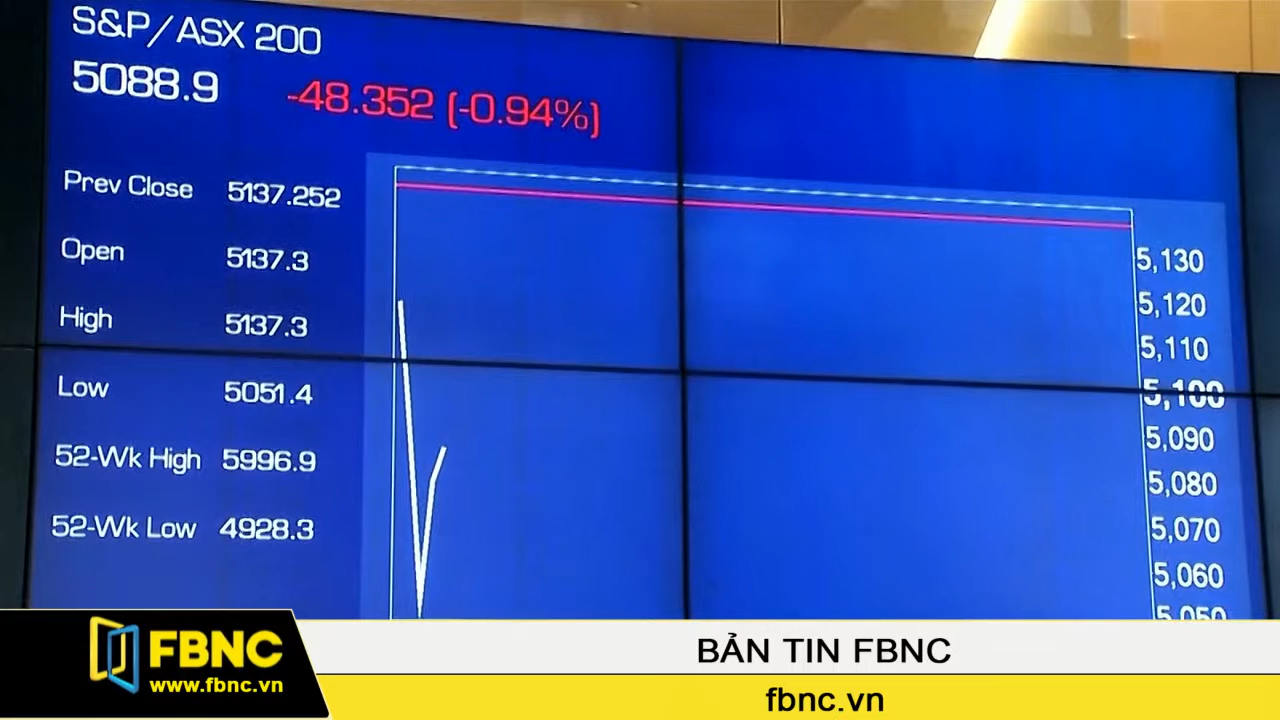 S&P/ASX 200
5088.9 -48.352 (-0.94%)
Prev Close 5137.252
Open 5137.3
High 5137.3
Low 5051.4
52-Wk High 5996.9
52-Wk Low 4928.3
5,130
5,120
5,110
5,100
5,090
5,080
5,070
5,060
5,050
FBNC
www.fbnc.vn
BẢN TIN FBNC
fbnc.vn